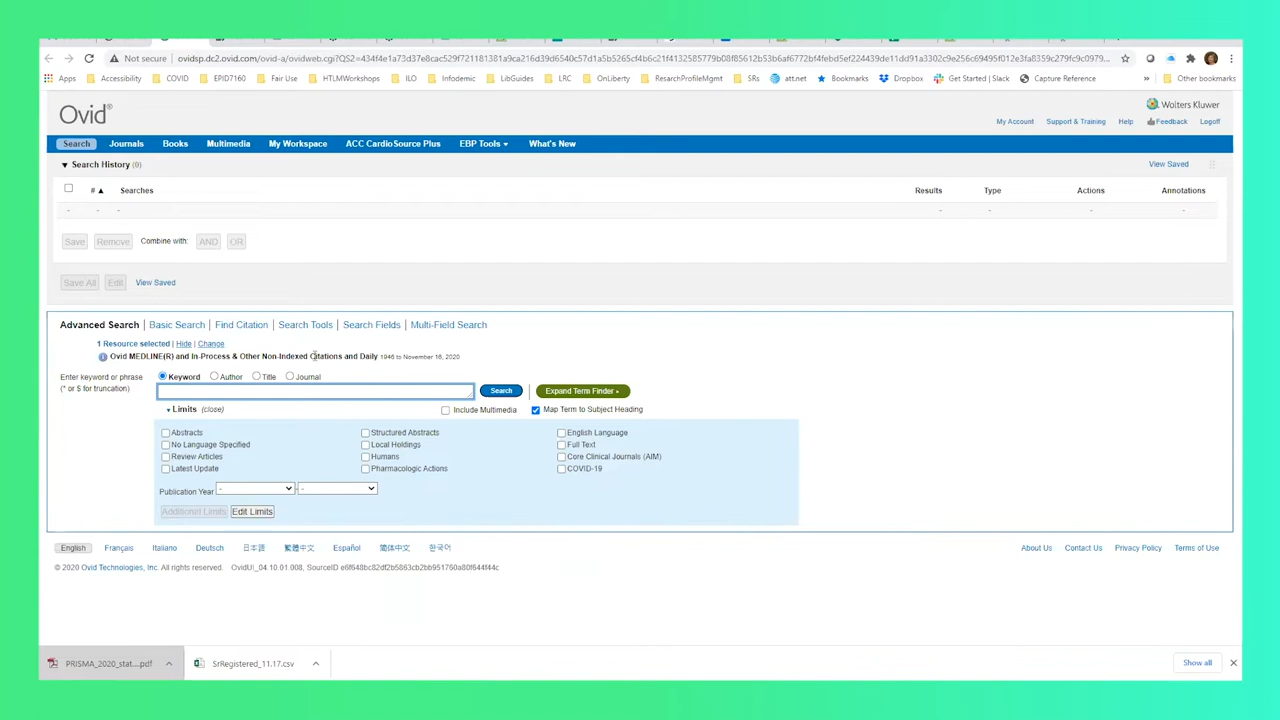 Not secure | ovidsp.dc2.ovid.com/ovid-a/ovidweb.cgi?
Apps Accessibility COVID EPID7160 Fair Use HTLMWorkshops ILO Infodemic LibGuides LRC OnLiberty ResarchProfileMgmt SRs att.net Bookmarks Dropbox Get Started | Slack Capture Reference » Other bookmarks
Ovid®
Wolters Kluwer
My Account Support & Training Help Feedback Logoff
Search Journals Books Multimedia My Workspace ACC CardioSource Plus EBP Tools What's New
▼ Search History (0) View Saved
# ▲ Searches Results Type Actions Annotations
- - - - - - -
Save Remove Combine with: AND OR
Save All Edit View Saved
Advanced Search | Basic Search | Find Citation | Search Tools | Search Fields | Multi-Field Search
1 Resource selected | Hide | Change
Ovid MEDLINE(R) and In-Process & Other Non-Indexed Citations and Daily 1946 to November 16, 2020
Enter keyword or phrase
(* or $ for truncation)
Keyword Author Title Journal
Search Expand Term Finder »
▾ Limits (close) Include Multimedia Map Term to Subject Heading
Abstracts Structured Abstracts English Language
No Language Specified Local Holdings Full Text
Review Articles Humans Core Clinical Journals (AIM)
Latest Update Pharmacologic Actions COVID-19
Publication Year - - -
Additional Limits Edit Limits
English Français Italiano Deutsch 日本語 繁體中文 Español 简体中文 한국어
About Us Contact Us Privacy Policy Terms of Use
© 2020 Ovid Technologies, Inc. All rights reserved. OvidUI_04.10.01.008, SourceID e6f648bc82df2b5863cb2bb951760a80f644f44c
PRISMA_2020_stat....pdf SrRegistered_11.17.csv Show all